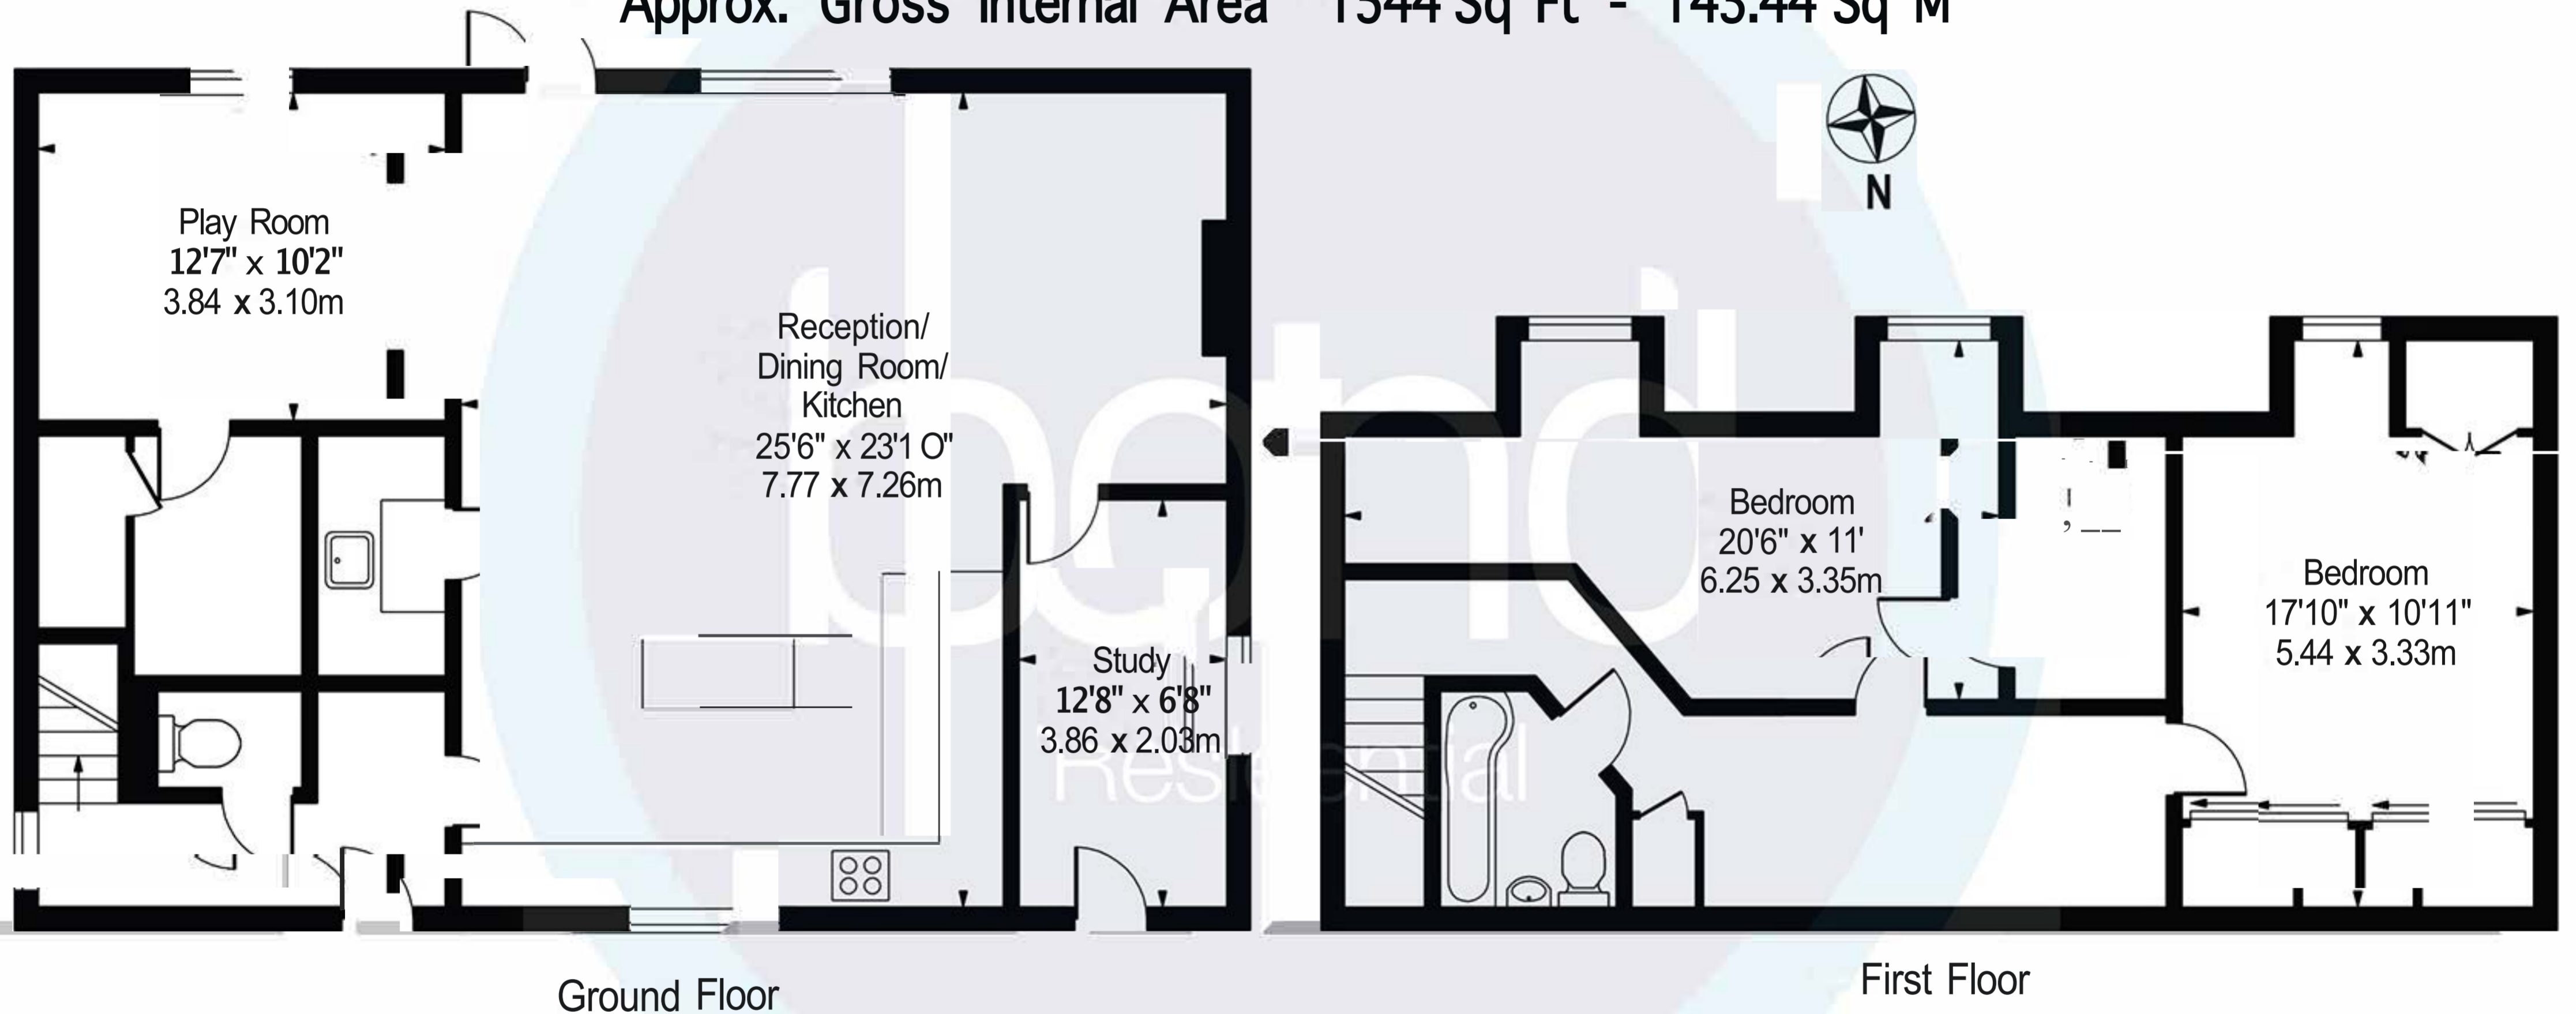 Approx. Gross Internal Area 1544 Sq Ft - 143.44 Sq M
N
Play Room
12'7" x 10'2"
3.84 x 3.10m
Reception/
Dining Room/
Kitchen
25'6" x 23'1 O"
7.77 x 7.26m
Study
12'8" x 6'8"
3.86 x 2.03m
Bedroom
20'6" x 11'
6.25 x 3.35m
Bedroom
17'10" x 10'11"
5.44 x 3.33m
Residential
Ground Floor
First Floor